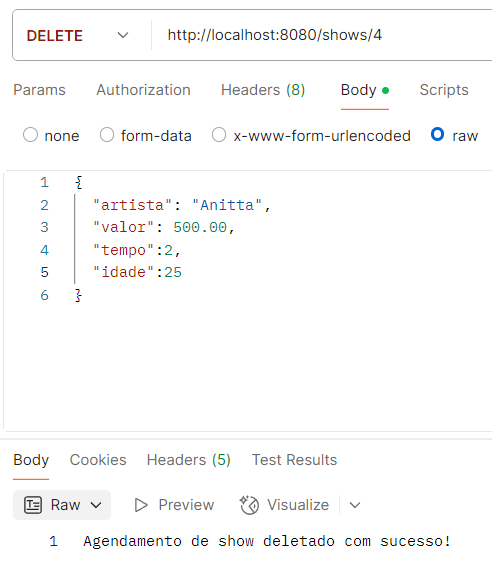 DELETE http://localhost:8080/shows/4
Params Authorization Headers (8) Body Scripts
none form-data x-www-form-urlencoded raw
1 {
2 "artista": "Anitta",
3 "valor": 500.00,
4 "tempo":2,
5 "idade":25
6 }
Body Cookies Headers (5) Test Results
Raw Preview Visualize
1 Agendamento de show deletado com sucesso!